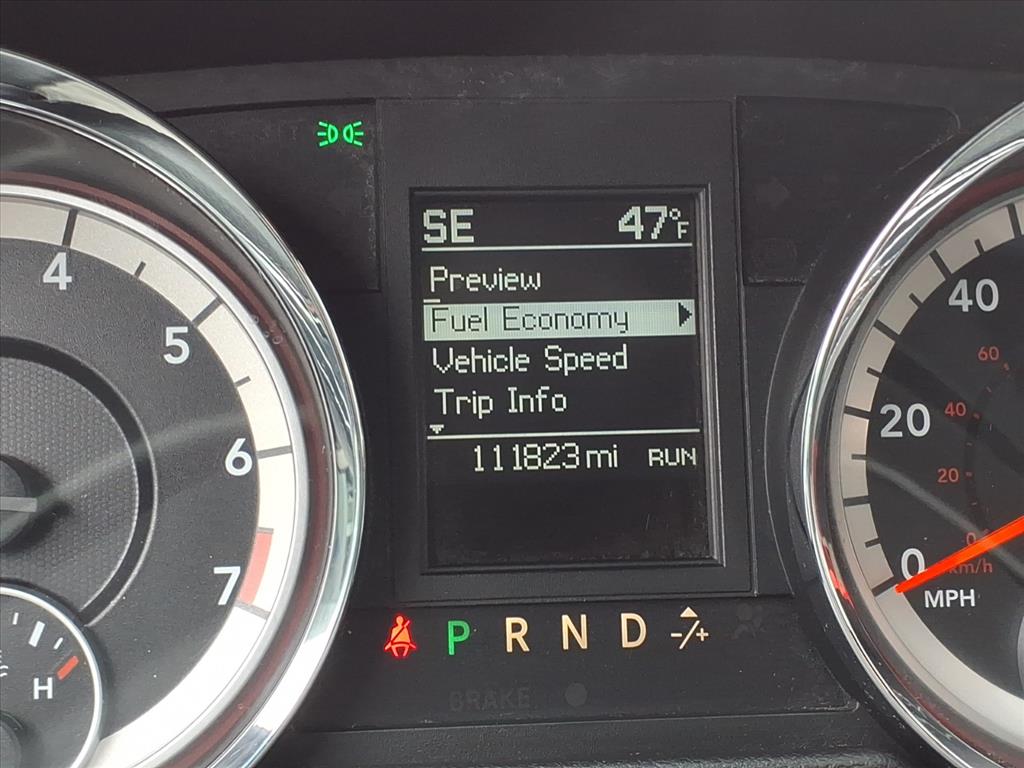 SE 47°F
Preview
Fuel Economy
Vehicle Speed
Trip Info
111823 mi RUN
4
5
6
7
H
40
60
20
40
20
0
0
km/h
MPH
P R N D -/+
BRAKE